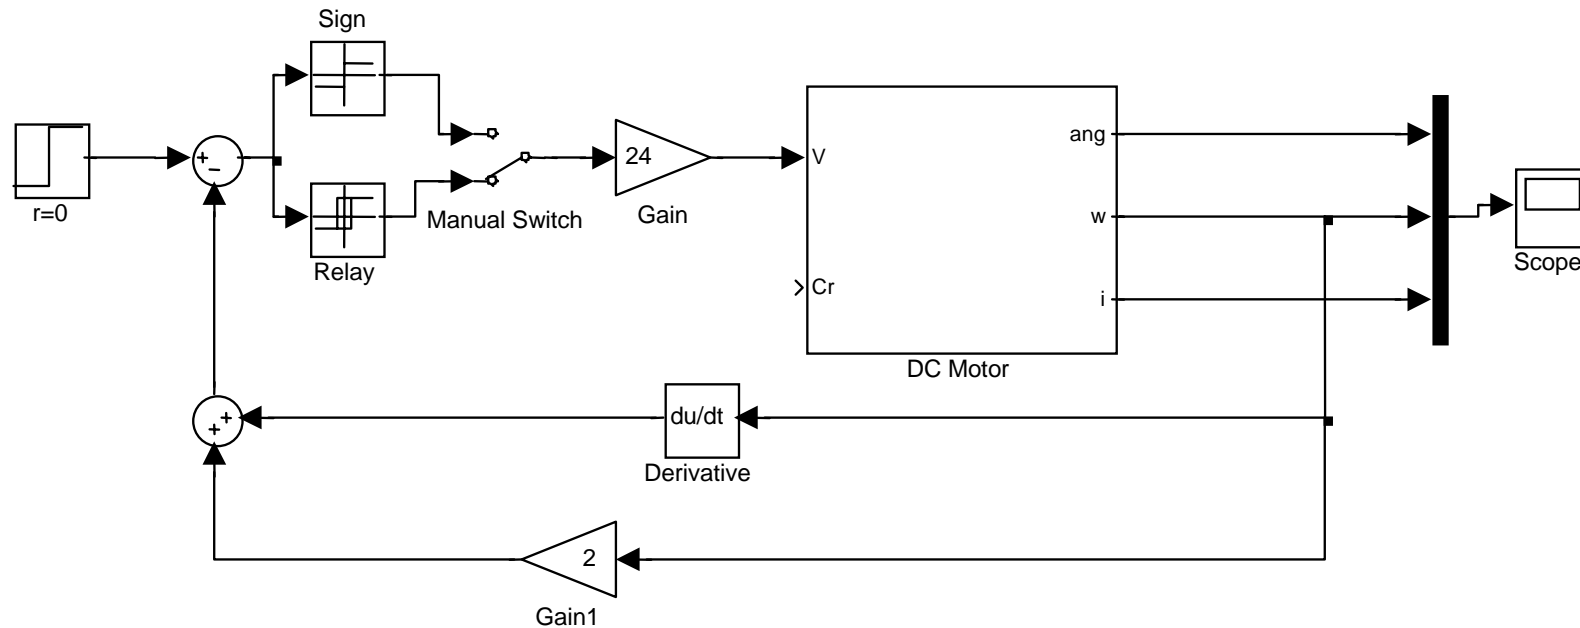 Sign
r=0
+
−
Relay
Manual Switch
24
Gain
V
Cr
ang
w
i
DC Motor
Scope
+
+
du/dt
Derivative
2
Gain1